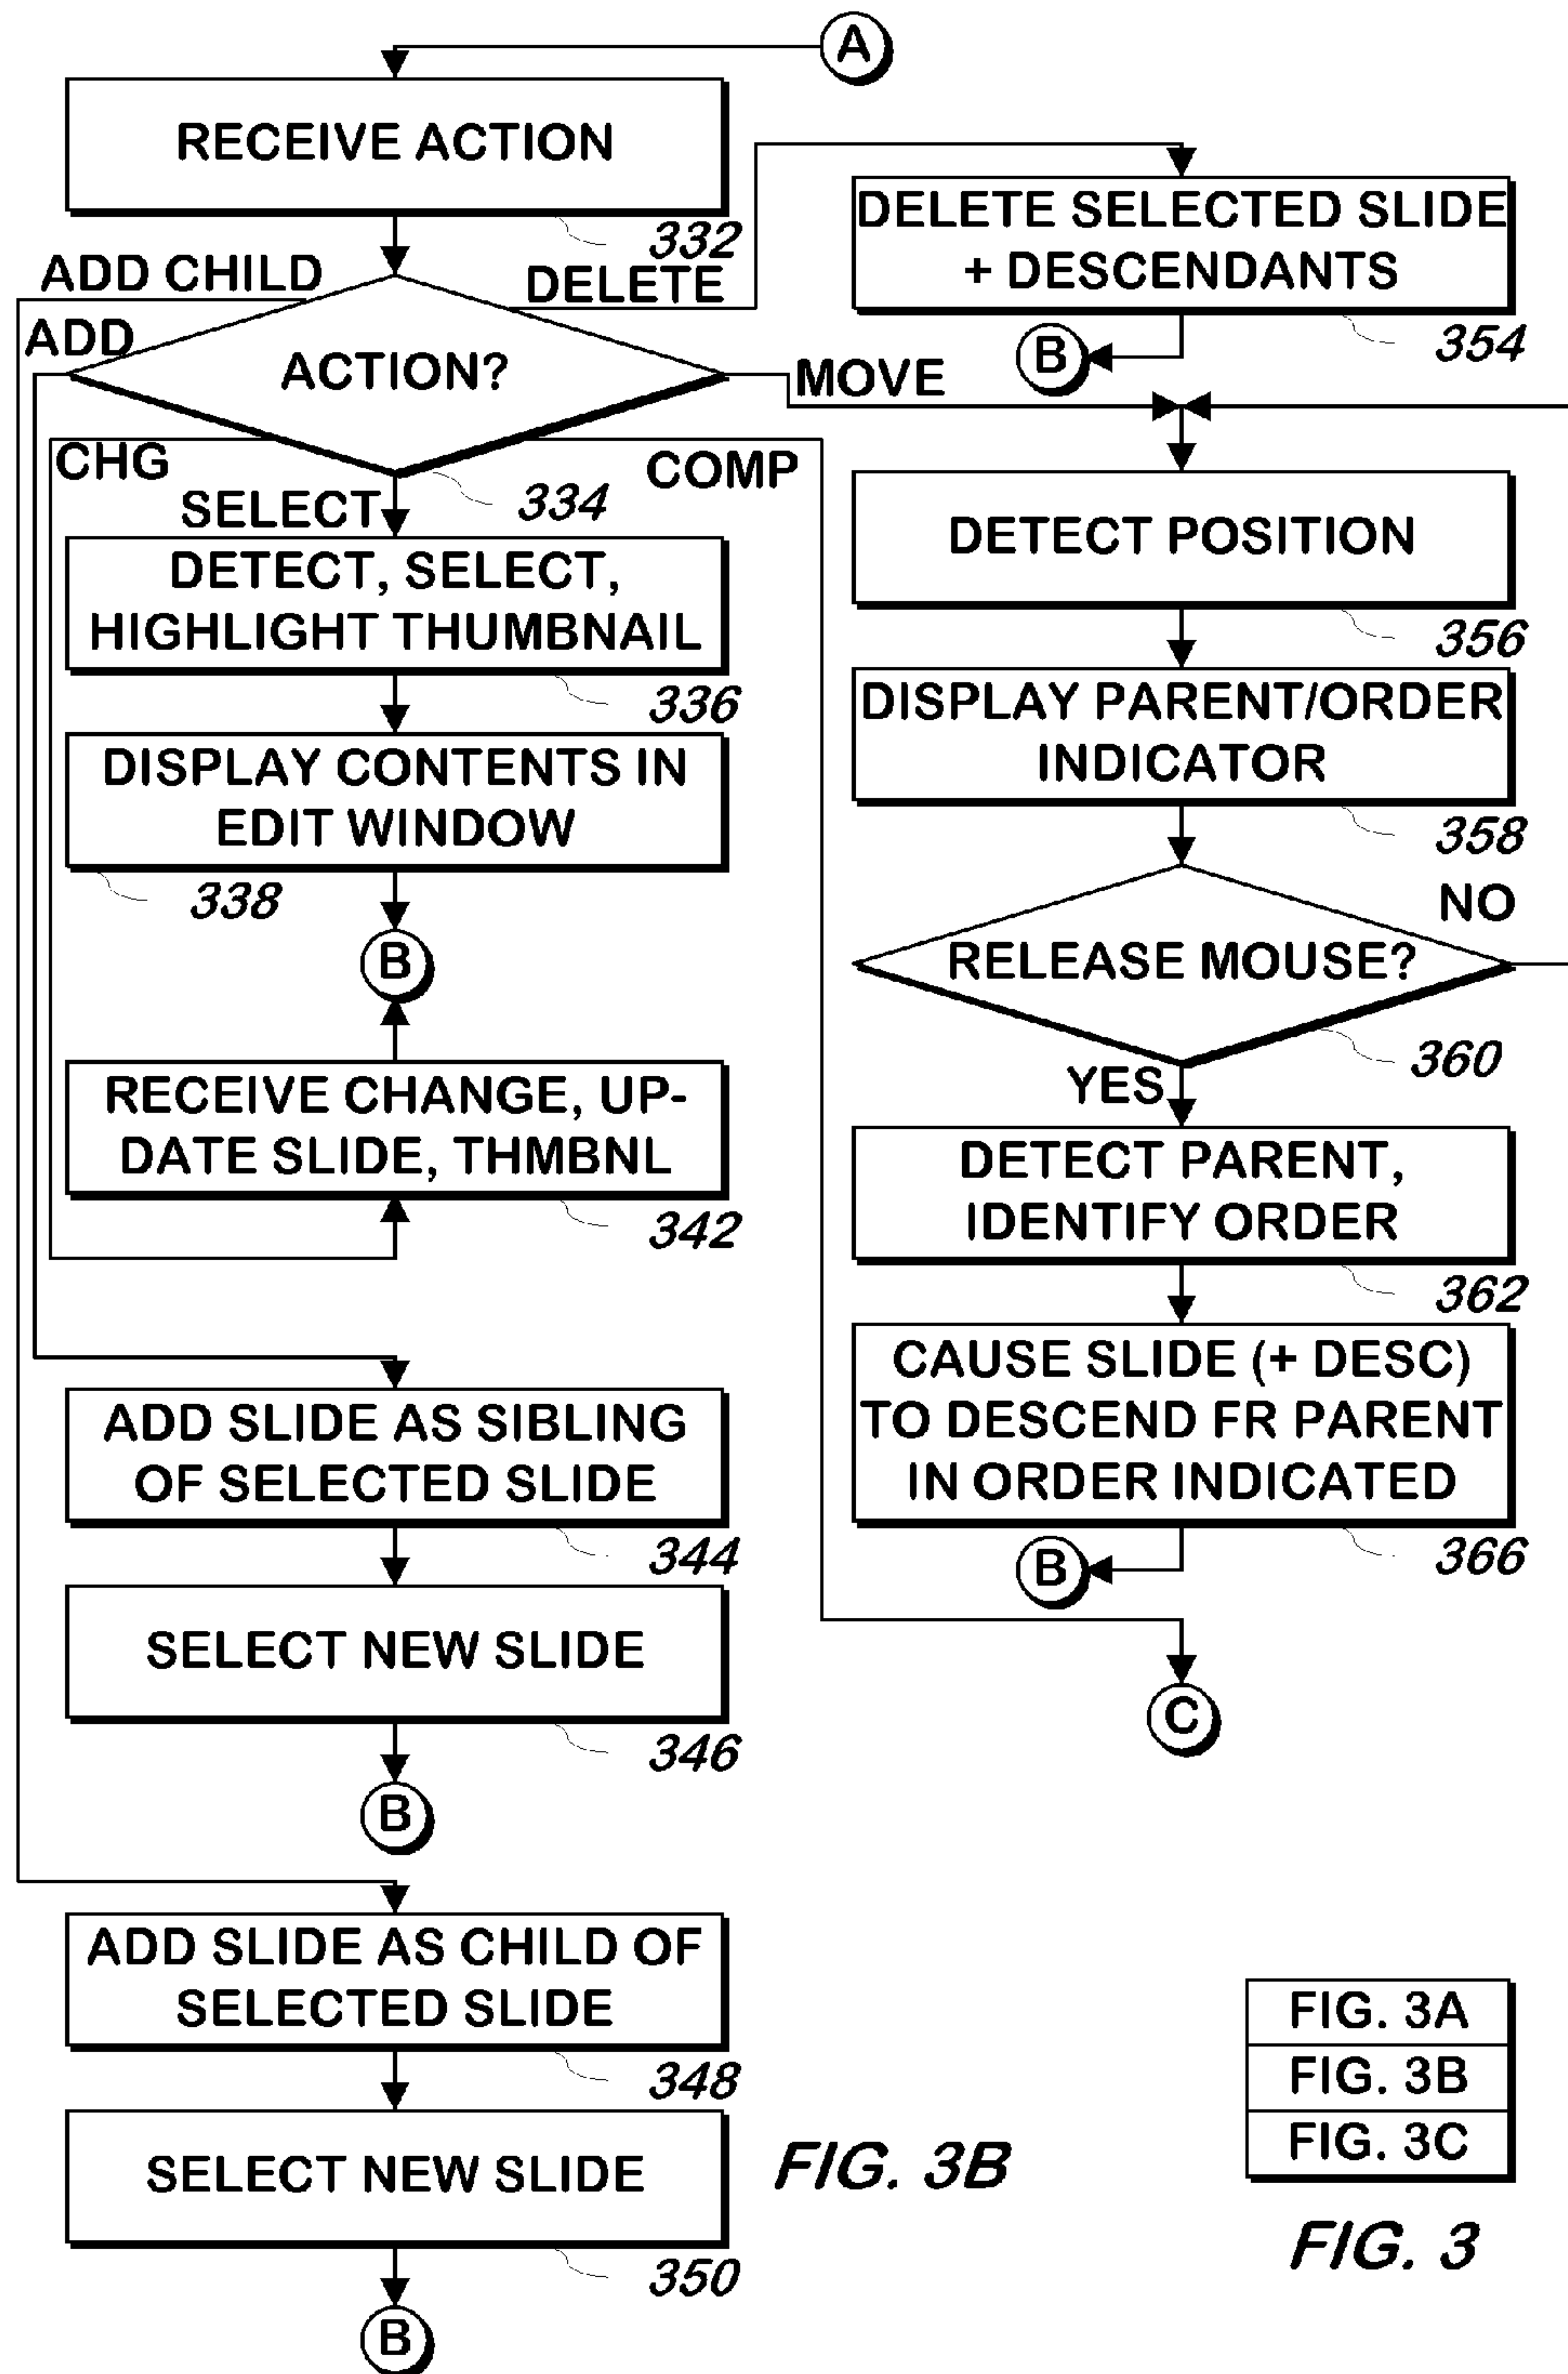 A
RECEIVE ACTION
332
ADD CHILD
DELETE
ADD
ACTION?
MOVE
CHG
COMP
334
SELECT
DETECT, SELECT,
HIGHLIGHT THUMBNAIL
336
DISPLAY CONTENTS IN
EDIT WINDOW
338
B
RECEIVE CHANGE, UP-
DATE SLIDE, THMBNL
342
ADD SLIDE AS SIBLING
OF SELECTED SLIDE
344
SELECT NEW SLIDE
346
B
ADD SLIDE AS CHILD OF
SELECTED SLIDE
348
SELECT NEW SLIDE
350
B
DELETE SELECTED SLIDE
+ DESCENDANTS
354
B
DETECT POSITION
356
DISPLAY PARENT/ORDER
INDICATOR
358
NO
RELEASE MOUSE?
360
YES
DETECT PARENT,
IDENTIFY ORDER
362
CAUSE SLIDE (+ DESC)
TO DESCEND FR PARENT
IN ORDER INDICATED
366
B
C
FIG. 3B
FIG. 3A
FIG. 3B
FIG. 3C
FIG. 3